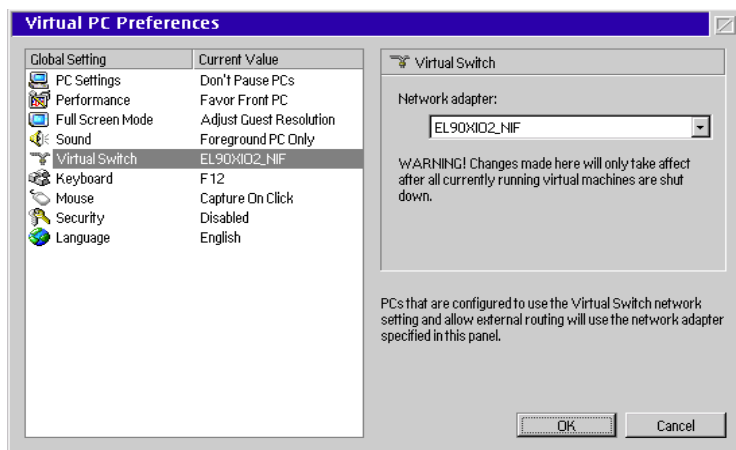 Virtual PC Preferences
Global Setting Current Value
PC Settings Don't Pause PCs
Performance Favor Front PC
Full Screen Mode Adjust Guest Resolution
Sound Foreground PC Only
Virtual Switch EL90XIO2_NIF
Keyboard F12
Mouse Capture On Click
Security Disabled
Language English
Virtual Switch
Network adapter:
EL90XIO2_NIF
WARNING! Changes made here will only take affect
after all currently running virtual machines are shut
down.
PCs that are configured to use the Virtual Switch network
setting and allow external routing will use the network adapter
specified in this panel.
OK Cancel